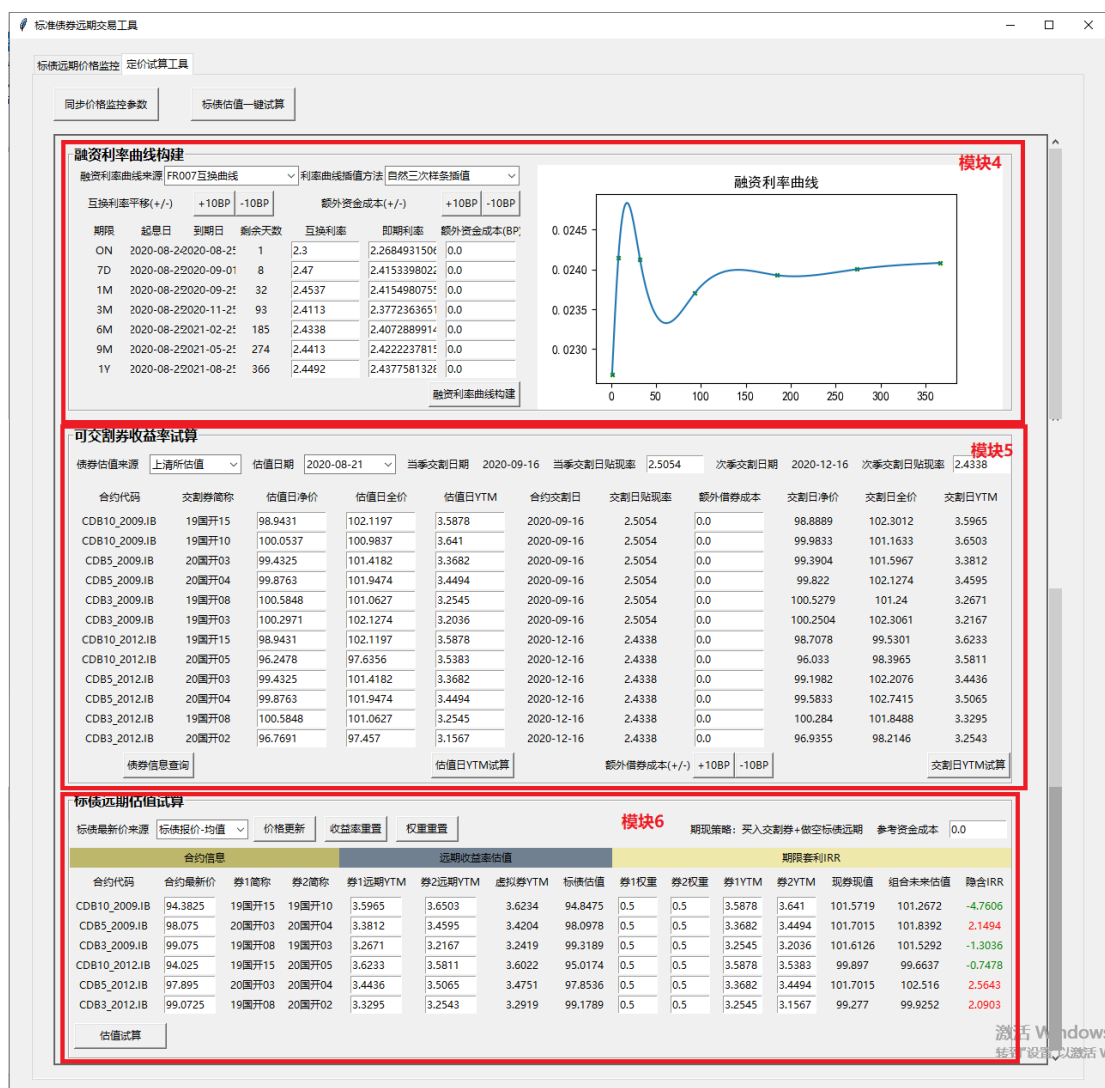 标准债券远期交易工具
标债远期价格监控 定价试算工具
同步价格监控参数 标债估值一键试算
融资利率曲线构建
模块4
融资利率曲线来源 FR007互换曲线 利率曲线插值方法 自然三次样条插值
互换利率平移(+/-) +10BP -10BP 额外资金成本(+/-) +10BP -10BP
期限 起息日 到期日 剩余天数 互换利率 即期利率 额外资金成本(BP)
ON 2020-08-24 2020-08-25 1 2.3 2.2684931506 0.0
7D 2020-08-25 2020-09-01 8 2.47 2.4153398022 0.0
1M 2020-08-25 2020-09-25 32 2.4537 2.4154980755 0.0
3M 2020-08-25 2020-11-25 93 2.4113 2.3772363651 0.0
6M 2020-08-25 2021-02-25 185 2.4338 2.4072889914 0.0
9M 2020-08-25 2021-05-25 274 2.4413 2.4222237815 0.0
1Y 2020-08-25 2021-08-25 366 2.4492 2.4377581328 0.0
融资利率曲线构建
融资利率曲线
0.0245
0.0240
0.0235
0.0230
0 50 100 150 200 250 300 350
可交割券收益率试算
模块5
债券估值来源 上清所估值 估值日期 2020-08-21 当季交割日期 2020-09-16 当季交割日贴现率 2.5054 次季交割日期 2020-12-16 次季交割日贴现率 2.4338
合约代码 交割券简称 估值日净价 估值日全价 估值日YTM 合约交割日 交割日贴现率 额外借券成本 交割日净价 交割日全价 交割日YTM
CDB10_2009.IB 19国开15 98.9431 102.1197 3.5878 2020-09-16 2.5054 0.0 98.8889 102.3012 3.5965
CDB10_2009.IB 19国开10 100.0537 100.9837 3.641 2020-09-16 2.5054 0.0 99.9833 101.1633 3.6503
CDB5_2009.IB 20国开03 99.4325 101.4182 3.3682 2020-09-16 2.5054 0.0 99.3904 101.5967 3.3812
CDB5_2009.IB 20国开04 99.8763 101.9474 3.4494 2020-09-16 2.5054 0.0 99.822 102.1274 3.4595
CDB3_2009.IB 19国开08 100.5848 101.0627 3.2545 2020-09-16 2.5054 0.0 100.5279 101.24 3.2671
CDB3_2009.IB 19国开03 100.2971 102.1274 3.2036 2020-09-16 2.5054 0.0 100.2504 102.3061 3.2167
CDB10_2012.IB 19国开15 98.9431 102.1197 3.5878 2020-12-16 2.4338 0.0 98.7078 99.5301 3.6233
CDB10_2012.IB 20国开05 96.2478 97.6356 3.5383 2020-12-16 2.4338 0.0 96.033 98.3965 3.5811
CDB5_2012.IB 20国开03 99.4325 101.4182 3.3682 2020-12-16 2.4338 0.0 99.1982 102.2076 3.4436
CDB5_2012.IB 20国开04 99.8763 101.9474 3.4494 2020-12-16 2.4338 0.0 99.5833 102.7415 3.5065
CDB3_2012.IB 19国开08 100.5848 101.0627 3.2545 2020-12-16 2.4338 0.0 100.284 101.8488 3.3295
CDB3_2012.IB 20国开02 96.7691 97.457 3.1567 2020-12-16 2.4338 0.0 96.9355 98.2146 3.2543
债券信息查询 估值日YTM试算 额外借券成本(+/-) +10BP -10BP 交割日YTM试算
标债远期估值试算
模块6
标债最新价来源 标债报价-均值 价格更新 收益率重置 权重重置 期现策略：买入交割券+做空标债远期 参考资金成本 0.0
合约信息 远期收益率估值 期限套利IRR
合约代码 合约最新价 券1简称 券2简称 券1远期YTM 券2远期YTM 虚拟券YTM 标债估值 券1权重 券2权重 券1YTM 券2YTM 现券现值 组合未来估值 隐含IRR
CDB10_2009.IB 94.3825 19国开15 19国开10 3.5965 3.6503 3.6234 94.8475 0.5 0.5 3.5878 3.641 101.5719 101.2672 -4.7606
CDB5_2009.IB 98.075 20国开03 20国开04 3.3812 3.4595 3.4204 98.0978 0.5 0.5 3.3682 3.4494 101.7015 101.8392 2.1494
CDB3_2009.IB 99.075 19国开08 19国开03 3.2671 3.2167 3.2419 99.3189 0.5 0.5 3.2545 3.2036 101.6126 101.5292 -1.3036
CDB10_2012.IB 94.025 19国开15 20国开05 3.6233 3.5811 3.6022 95.0174 0.5 0.5 3.5878 3.5383 99.897 99.6637 -0.7478
CDB5_2012.IB 97.895 20国开03 20国开04 3.4436 3.5065 3.4751 97.8536 0.5 0.5 3.3682 3.4494 101.7015 102.516 2.5643
CDB3_2012.IB 99.0725 19国开08 20国开02 3.3295 3.2543 3.2919 99.1789 0.5 0.5 3.2545 3.1567 99.277 99.9252 2.0903
估值试算
激活 Windows
转到"设置"以激活 W